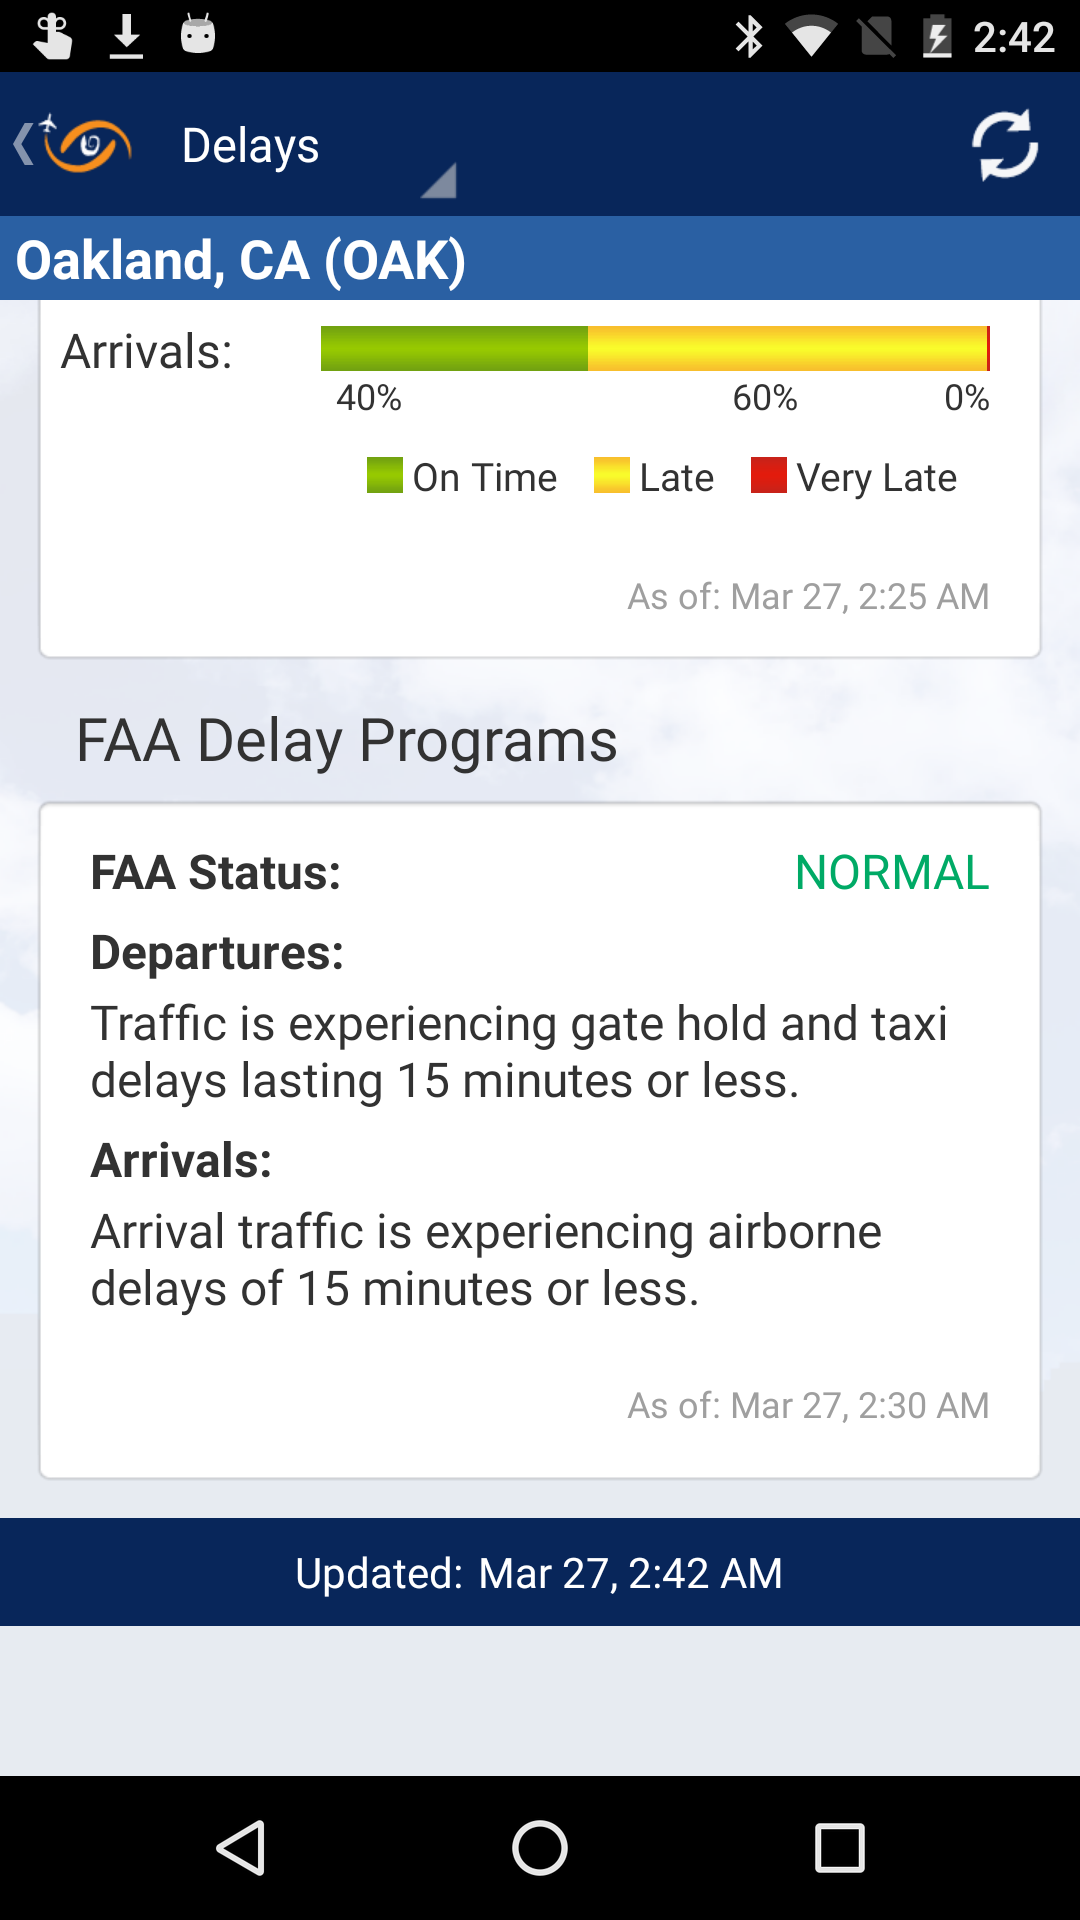 2:42
Delays
Oakland, CA (OAK)
Arrivals:
40% 60% 0%
On Time Late Very Late
As of: Mar 27, 2:25 AM
FAA Delay Programs
FAA Status: NORMAL
Departures:
Traffic is experiencing gate hold and taxi
delays lasting 15 minutes or less.
Arrivals:
Arrival traffic is experiencing airborne
delays of 15 minutes or less.
As of: Mar 27, 2:30 AM
Updated: Mar 27, 2:42 AM